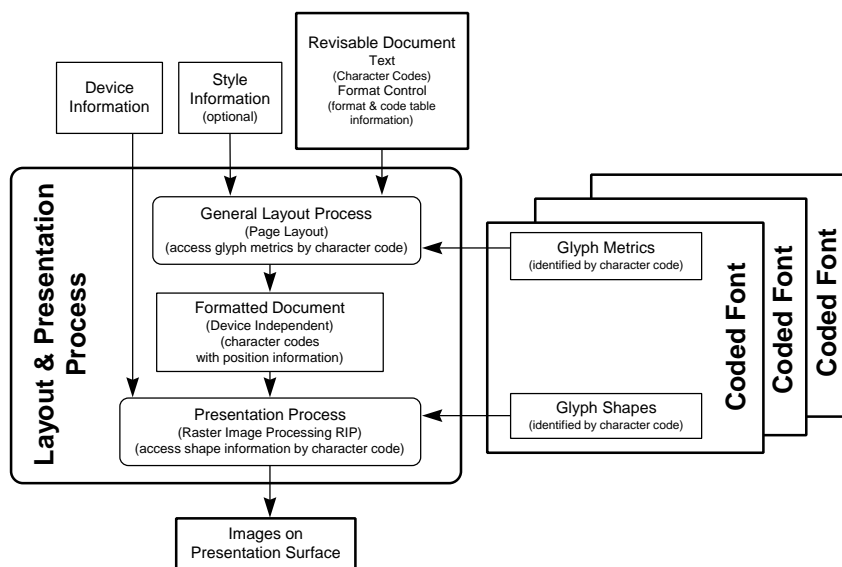 Revisable Document
Text
(Character Codes)
Format Control
(format & code table
information)
Device
Information
Style
Information
(optional)
Layout & Presentation
Process
General Layout Process
(Page Layout)
(access glyph metrics by character code)
Formatted Document
(Device Independent)
(character codes
with position information)
Presentation Process
(Raster Image Processing RIP)
(access shape information by character code)
Images on
Presentation Surface
Glyph Metrics
(identified by character code)
Glyph Shapes
(identified by character code)
Coded Font
Coded Font
Coded Font